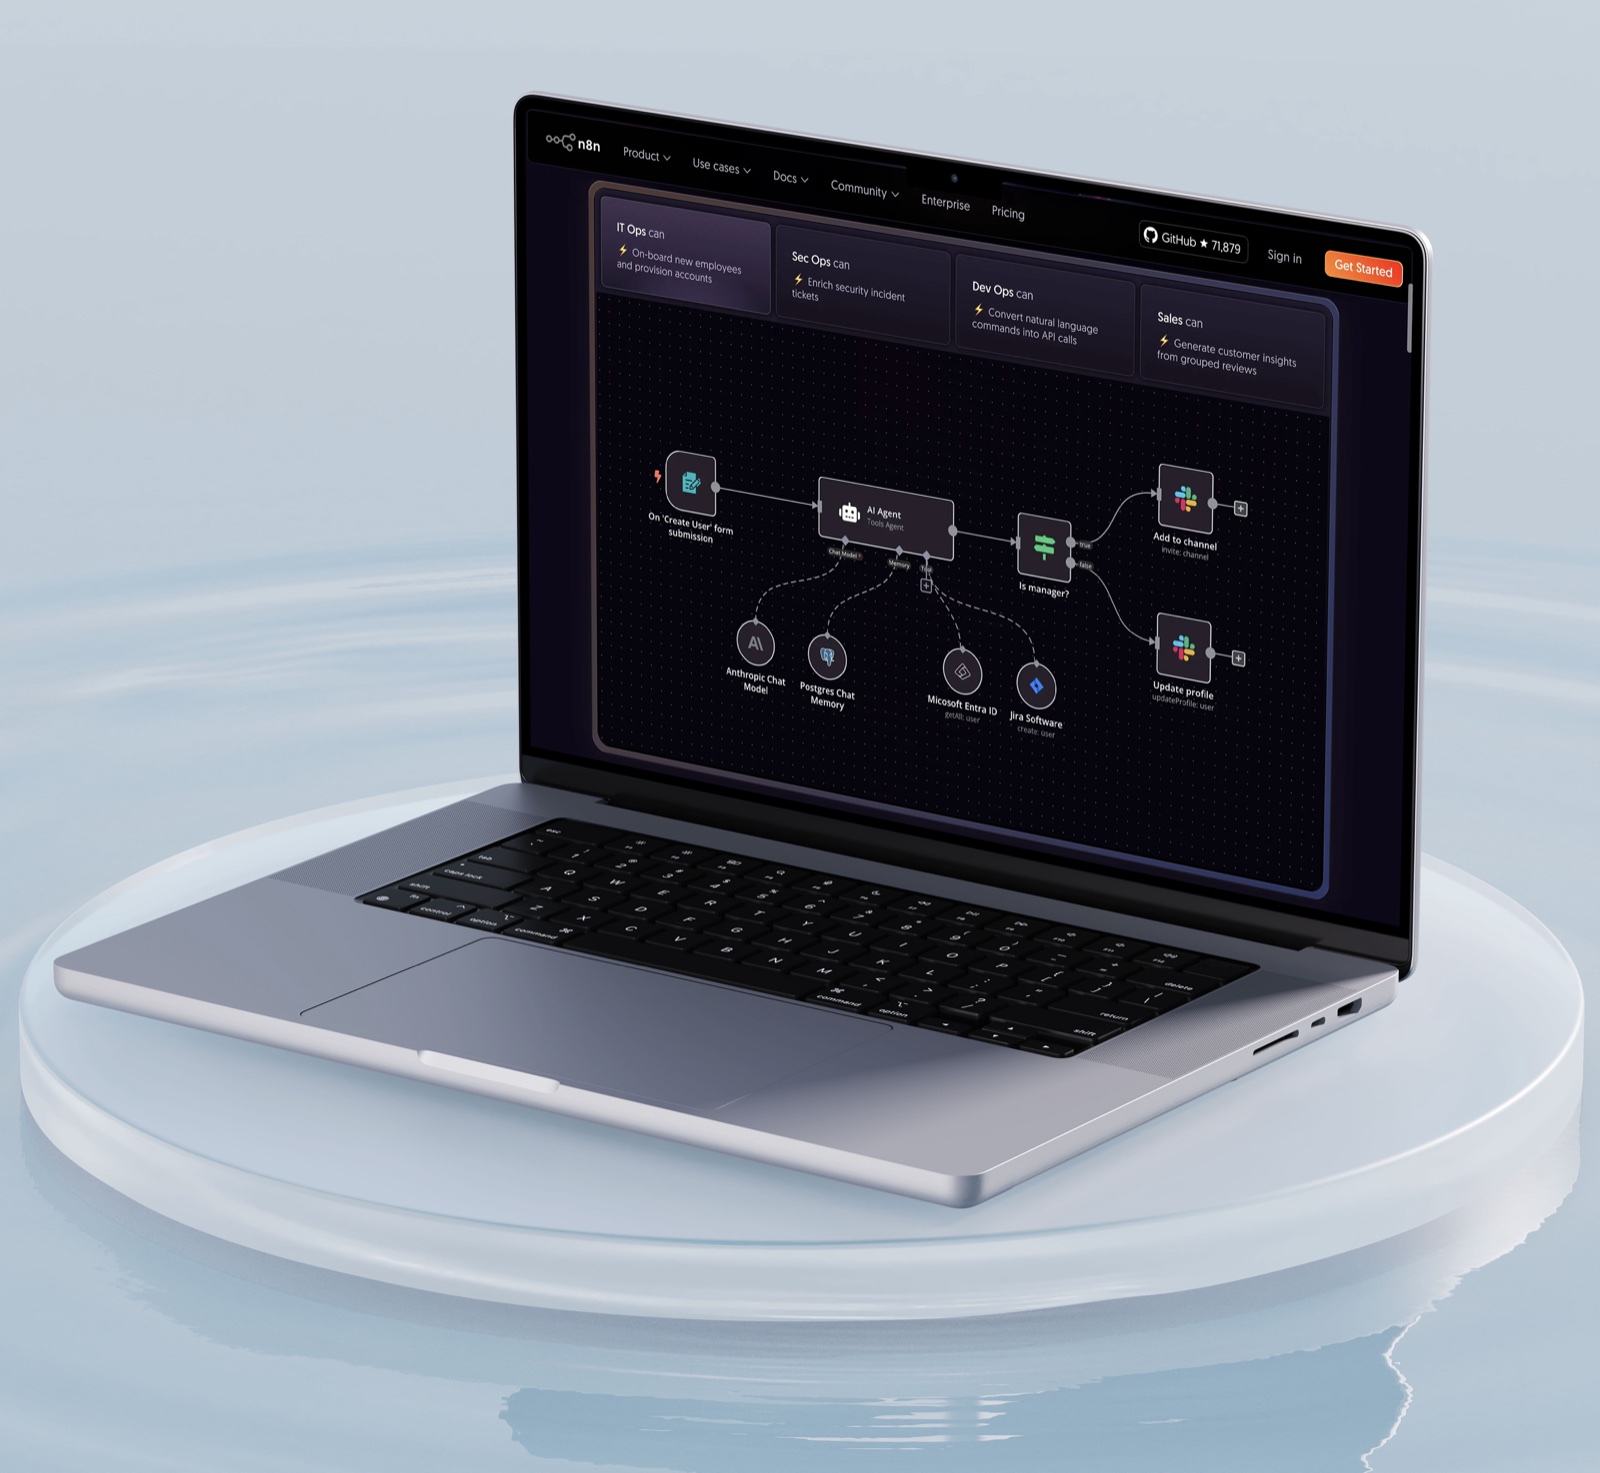 n8n
Product
Use cases
Docs
Community
Enterprise
Pricing
GitHub ★ 71,879
Sign in
Get Started
IT Ops can
⚡ On-board new employees
and provision accounts
Sec Ops can
⚡ Enrich security incident
tickets
Dev Ops can
⚡ Convert natural language
commands into API calls
Sales can
⚡ Generate customer insights
from grouped reviews
On 'Create User' form
submission
AI Agent
Tools Agent
Chat Model *
Memory
Tool
Is manager?
true
false
Add to channel
invite: channel
Update profile
updateProfile: user
Anthropic Chat
Model
Postgres Chat
Memory
Micosoft Entra ID
getAll: user
Jira Software
create: user
esc
tab
Q W E R T Y U I O P
delete
caps lock
A S D F G H J K L
return
shift
Z X C V B N M
shift
fn
control
option
command
command
option